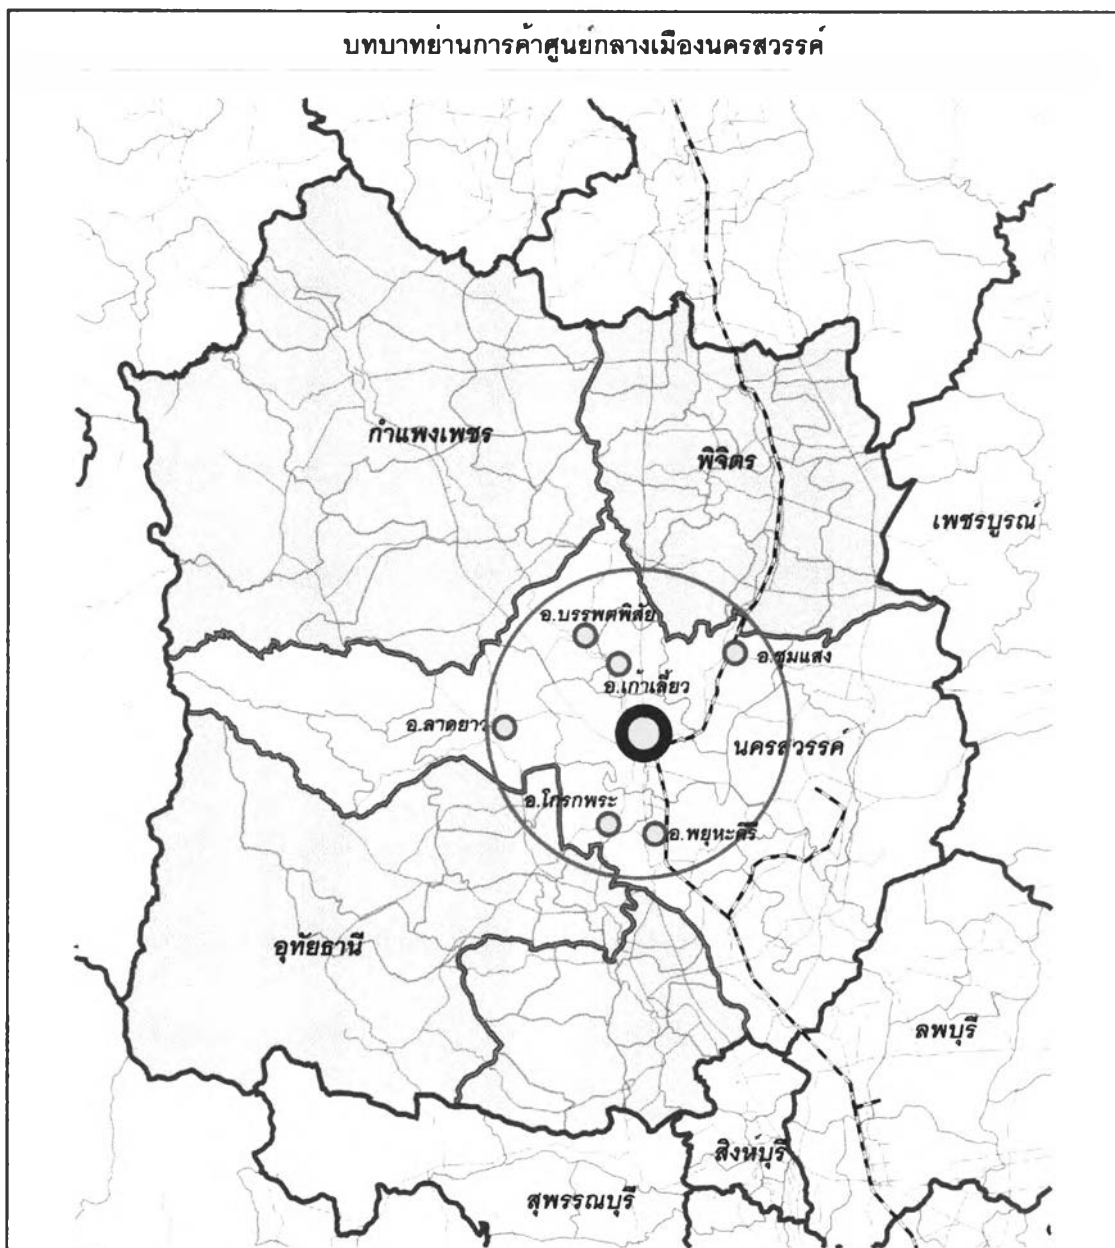 บทบาทย่านการค้าศูนย์กลางเมืองนครสวรรค์
กำแพงเพชร
พิจิตร
เพชรบูรณ์
อ.บรรพตพิสัย
อ.ชุมแสง
อ.เก้าเลี้ยว
อ.ลาดยาว
นครสวรรค์
อ.โกรกพระ
อ.พยุหะคีรี
อุทัยธานี
ลพบุรี
สิงห์บุรี
สุพรรณบุรี